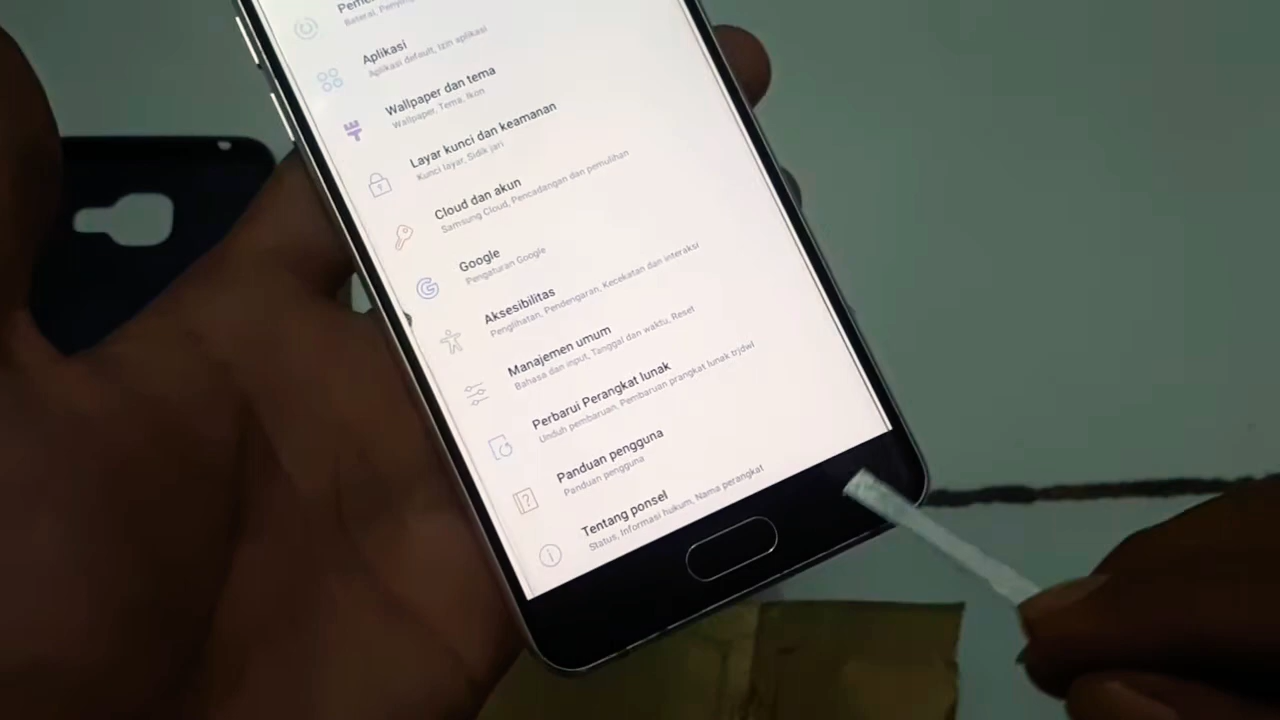 Baterai,
Aplikasi
Aplikasi default, Izin aplikasi
Wallpaper dan tema
Wallpaper, Tema, Ikon
Layar kunci dan keamanan
Kunci layar, Sidik jari
Cloud dan akun
Samsung Cloud, Pencadangan dan pemulihan
Google
Pengaturan Google
Aksesibilitas
Penglihatan, Pendengaran, Kecekatan dan interaksi
Manajemen umum
Bahasa dan input, Tanggal dan waktu, Reset
Perbarui Perangkat lunak
Unduh pembaruan, Pembaruan prangkat lunak trjdwl
Panduan pengguna
Panduan pengguna
Tentang ponsel
Status, Informasi hukum, Nama perangkat